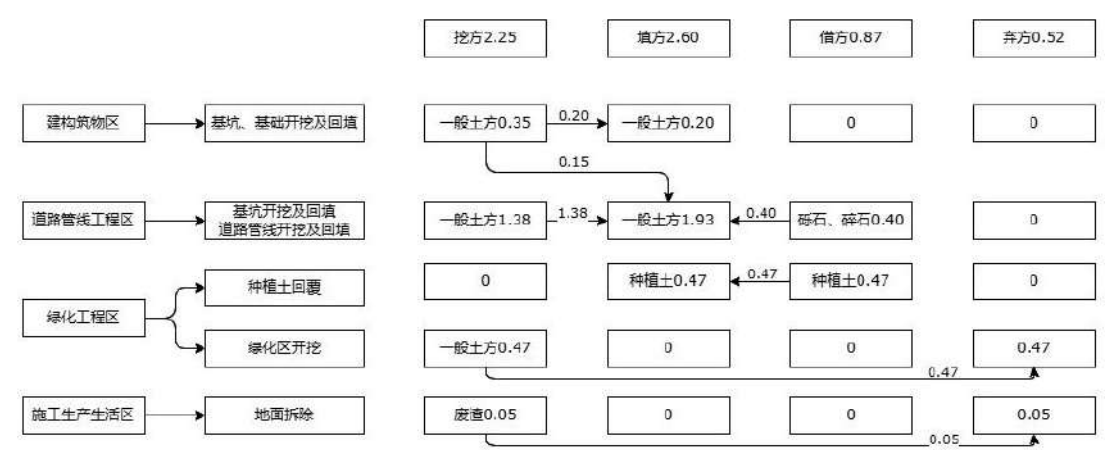 挖方2.25 填方2.60 借方0.87 弃方0.52
建构筑物区 基坑、基础开挖及回填 一般土方0.35 0.20 一般土方0.20 0 0
0.15
道路管线工程区 基坑开挖及回填 一般土方1.38 1.38 一般土方1.93 0.40 砾石、碎石0.40 0
道路管线开挖及回填
种植土回覆 0 种植土0.47 0.47 种植土0.47 0
绿化工程区
绿化区开挖 一般土方0.47 0 0 0.47
0.47
施工生产生活区 地面拆除 废渣0.05 0 0 0.05
0.05